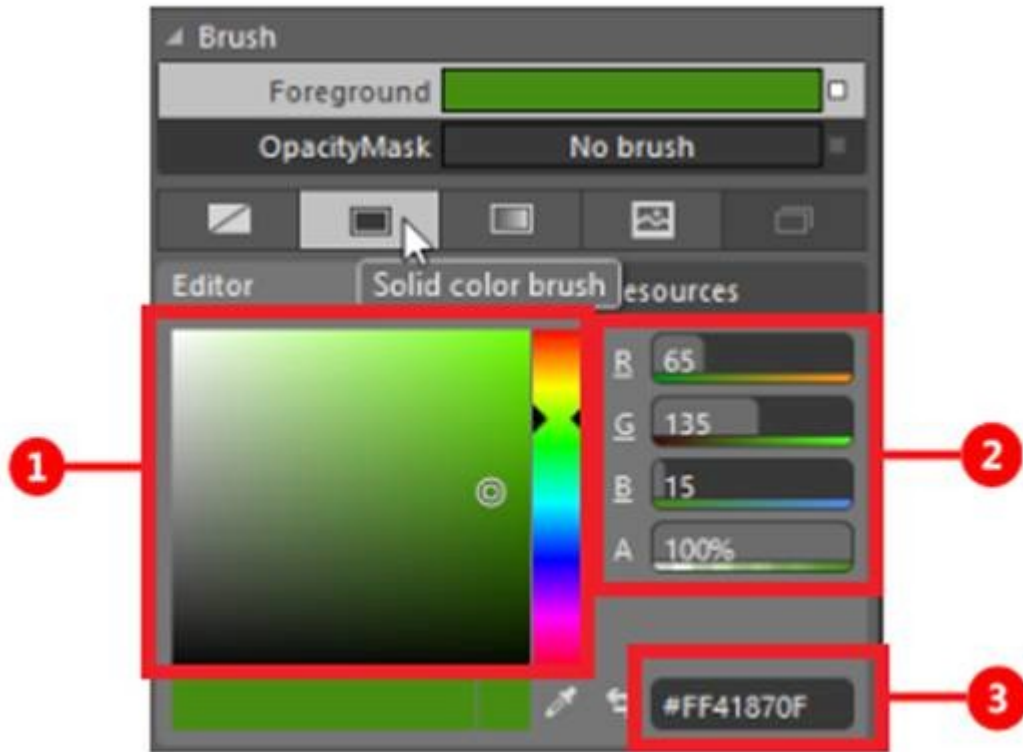 Brush
Foreground
OpacityMask No brush
Editor Solid color brush esources
R 65
G 135
B 15
A 100%
#FF41870F
1
2
3